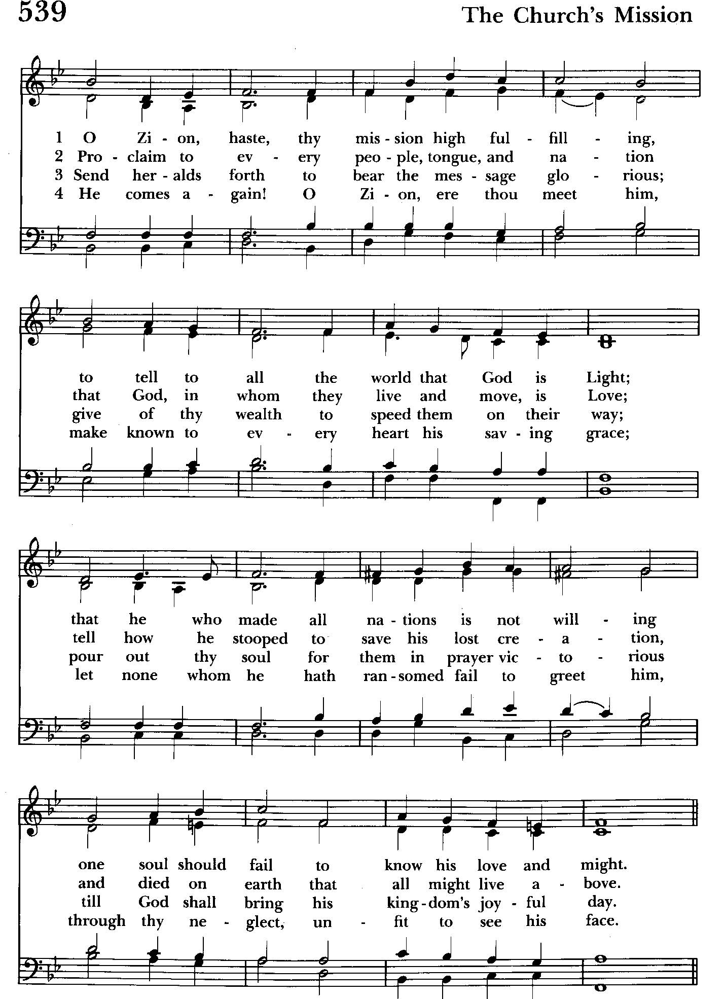 539
The Church's Mission
1 O Zi - on, haste, thy mis - sion high ful - fill - ing,
2 Pro - claim to ev - ery peo - ple, tongue, and na - tion
3 Send her - alds forth to bear the mes - sage glo - rious;
4 He comes a - gain! O Zi - on, ere thou meet him,
to tell to all the world that God is Light;
that God, in whom they live and move, is Love;
give of thy wealth to speed them on their way;
make known to ev - ery heart his sav - ing grace;
that he who made all na - tions is not will - ing
tell how he stooped to save his lost cre - a - tion,
pour out thy soul for them in prayer vic - to - rious
let none whom he hath ran - somed fail to greet him,
one soul should fail to know his love and might.
and died on earth that all might live a - bove.
till God shall bring his king - dom's joy - ful day.
through thy ne - glect, un - fit to see his face.